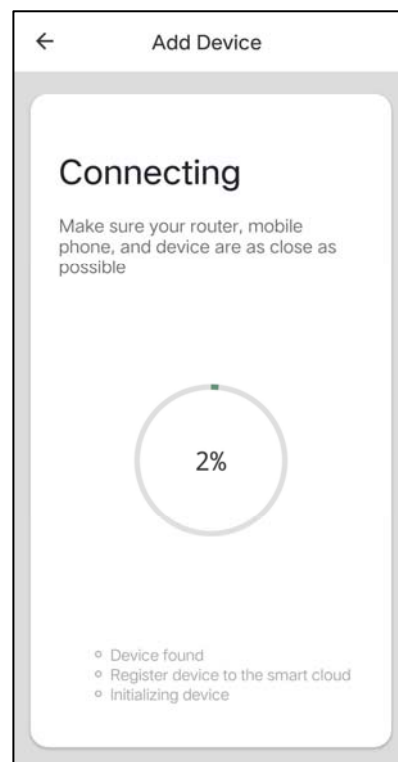 Add Device
Connecting
Make sure your router, mobile
phone, and device are as close as
possible
2%
Device found
Register device to the smart cloud
Initializing device